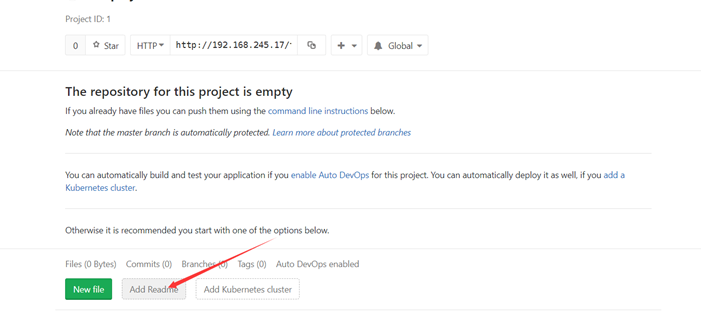 Project ID: 1
0 Star HTTP http://192.168.245.17/ Global
The repository for this project is empty
If you already have files you can push them using the command line instructions below.
Note that the master branch is automatically protected. Learn more about protected branches
You can automatically build and test your application if you enable Auto DevOps for this project. You can automatically deploy it as well, if you add a
Kubernetes cluster.
Otherwise it is recommended you start with one of the options below.
Files (0 Bytes) Commits (0) Branches (0) Tags (0) Auto DevOps enabled
New file Add Readme Add Kubernetes cluster